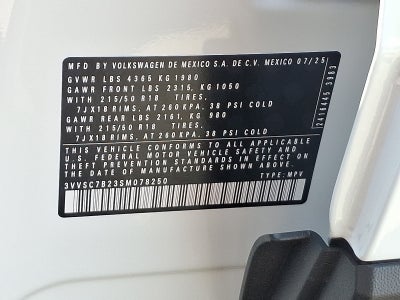 MFD BY VOLKSWAGEN DE MEXICO S.A. DE C.V. MEXICO 07/25
GVWR LBS 4365 KG 1980
GAWR FRONT LBS 2315, KG 1050
WITH 215/50 R18 TIRES,
7JX18 RIMS, AT 260 KPA, 38 PSI COLD
GAWR REAR LBS 2161, KG 980
WITH 215/50 R18 TIRES,
7JX18 RIMS, AT 260 KPA, 38 PSI COLD
THIS VEHICLE CONFORMS TO ALL APPLICABLE
U.S. FEDERAL MOTOR VEHICLE SAFETY AND
THEFT PREVENTION STANDARD IN EFFECT ON
THE DATE OF MANUFACTURE SHOWN ABOVE.
3VVSC7B23SM078250 TYPE: MPV